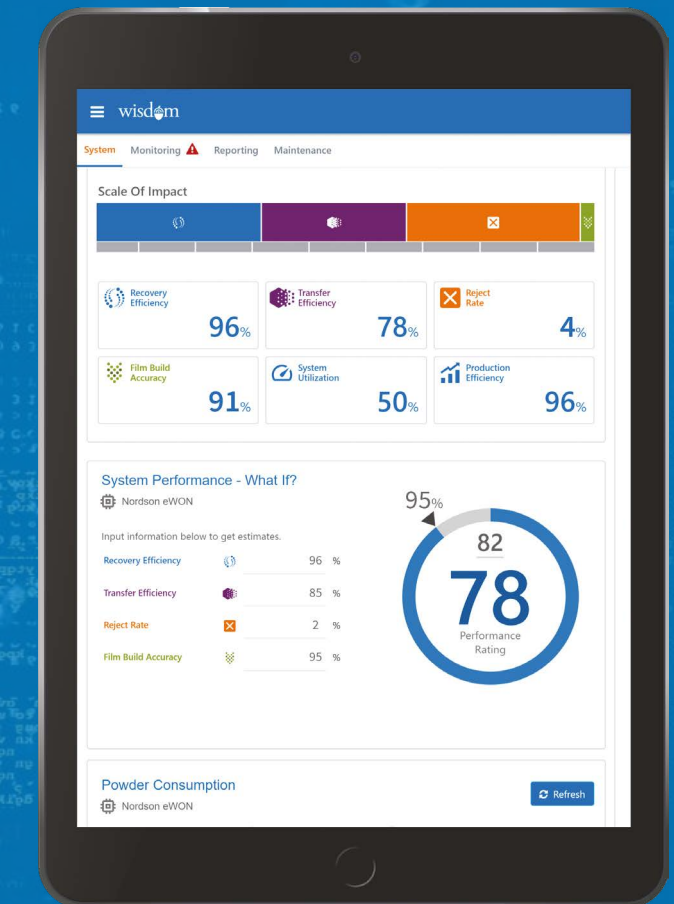 wisdom
System Monitoring Reporting Maintenance
Scale Of Impact
Recovery Efficiency
96%
Transfer Efficiency
78%
Reject Rate
4%
Film Build Accuracy
91%
System Utilization
50%
Production Efficiency
96%
System Performance - What If?
Nordson eWON
Input information below to get estimates.
Recovery Efficiency 96 %
Transfer Efficiency 85 %
Reject Rate 2 %
Film Build Accuracy 95 %
95%
82
78
Performance
Rating
Powder Consumption
Nordson eWON
Refresh